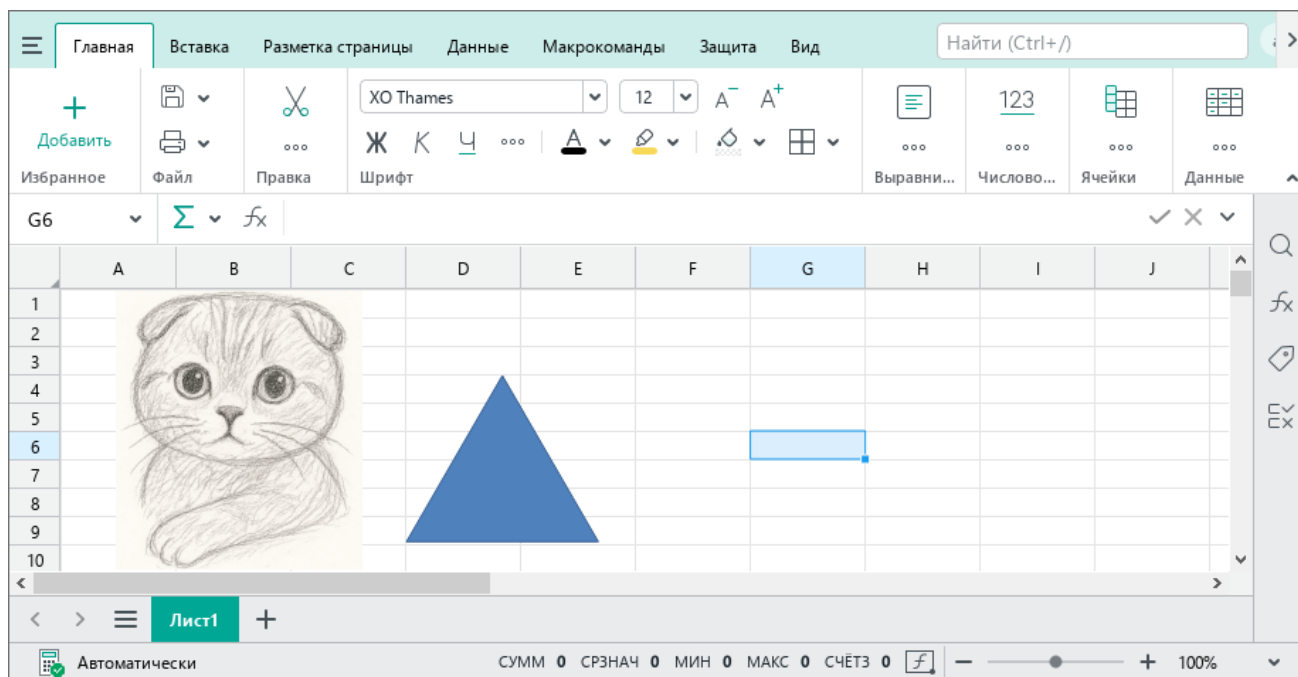 Главная Вставка Разметка страницы Данные Макрокоманды Защита Вид Найти (Ctrl+/)
XO Thames 12 A A 123
Добавить Ж К Ч A
Избранное Файл Правка Шрифт Выравни... Числово... Ячейки Данные
G6 Σ fx
A B C D E F G H I J
1
2
3
4
5
6
7
8
9
10
Лист1
Автоматически СУММ 0 СРЗНАЧ 0 МИН 0 МАКС 0 СЧЁТЗ 0 f 100%